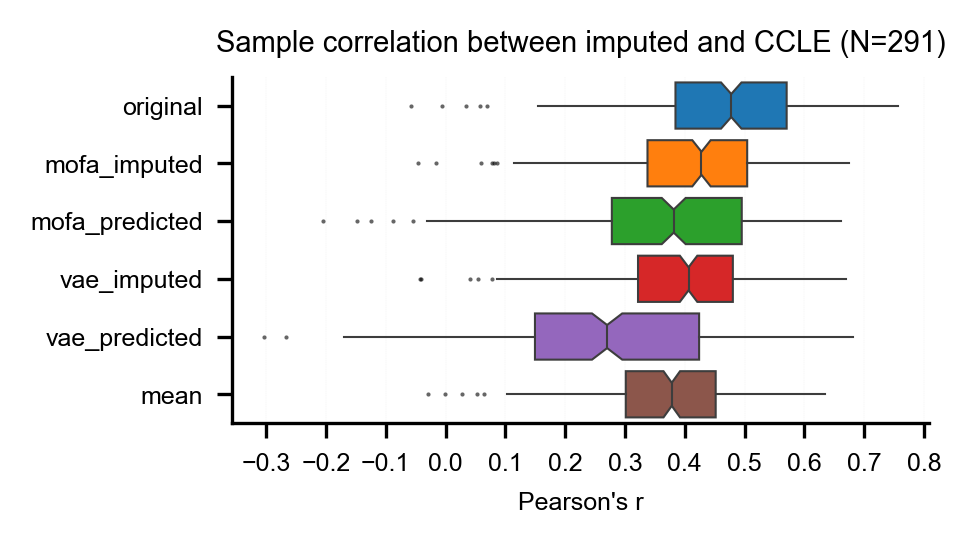 Sample correlation between imputed and CCLE (N=291)
original
mofa_imputed
mofa_predicted
vae_imputed
vae_predicted
mean
−0.3 −0.2 −0.1 0.0 0.1 0.2 0.3 0.4 0.5 0.6 0.7 0.8
Pearson's r